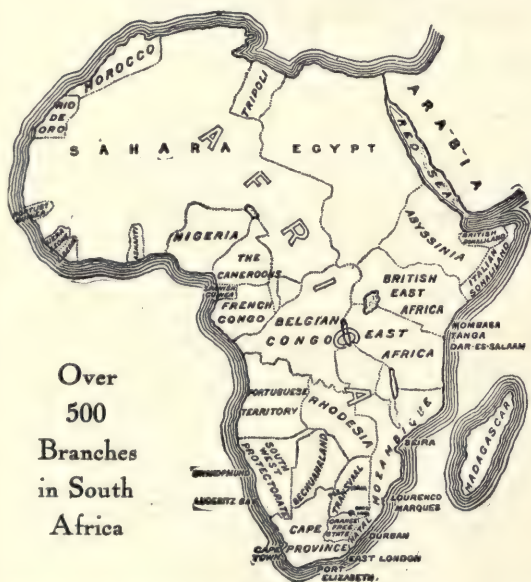 MOROCCO
TRIPOLI
RIO DE
ORO
SAHARA
AFRICA
EGYPT
ARABIA
RED SEA
NIGERIA
ABYSSINIA
BRITISH
SOMALILAND
ITALIAN
SOMALILAND
THE
CAMEROONS
SPANISH
GUINEA
FRENCH
CONGO
BELGIAN
CONGO
BRITISH
EAST
AFRICA
EAST
AFRICA
MOMBASA
TANGA
DAR-ES-SALAAM
Over
500
Branches
in South
Africa
PORTUGUESE
TERRITORY
RHODESIA
MOZAMBIQUE
BEIRA
MADAGASCAR
SOUTH
WEST
PROTECTORATE
BECHUANALAND
TRANSVAAL
LUDERITZ BAY
LOURENCO
MARQUES
ORANGE
FREE
STATE
NATAL
DURBAN
CAPE
PROVINCE
CAPE
TOWN
EAST LONDON
PORT
ELIZABETH